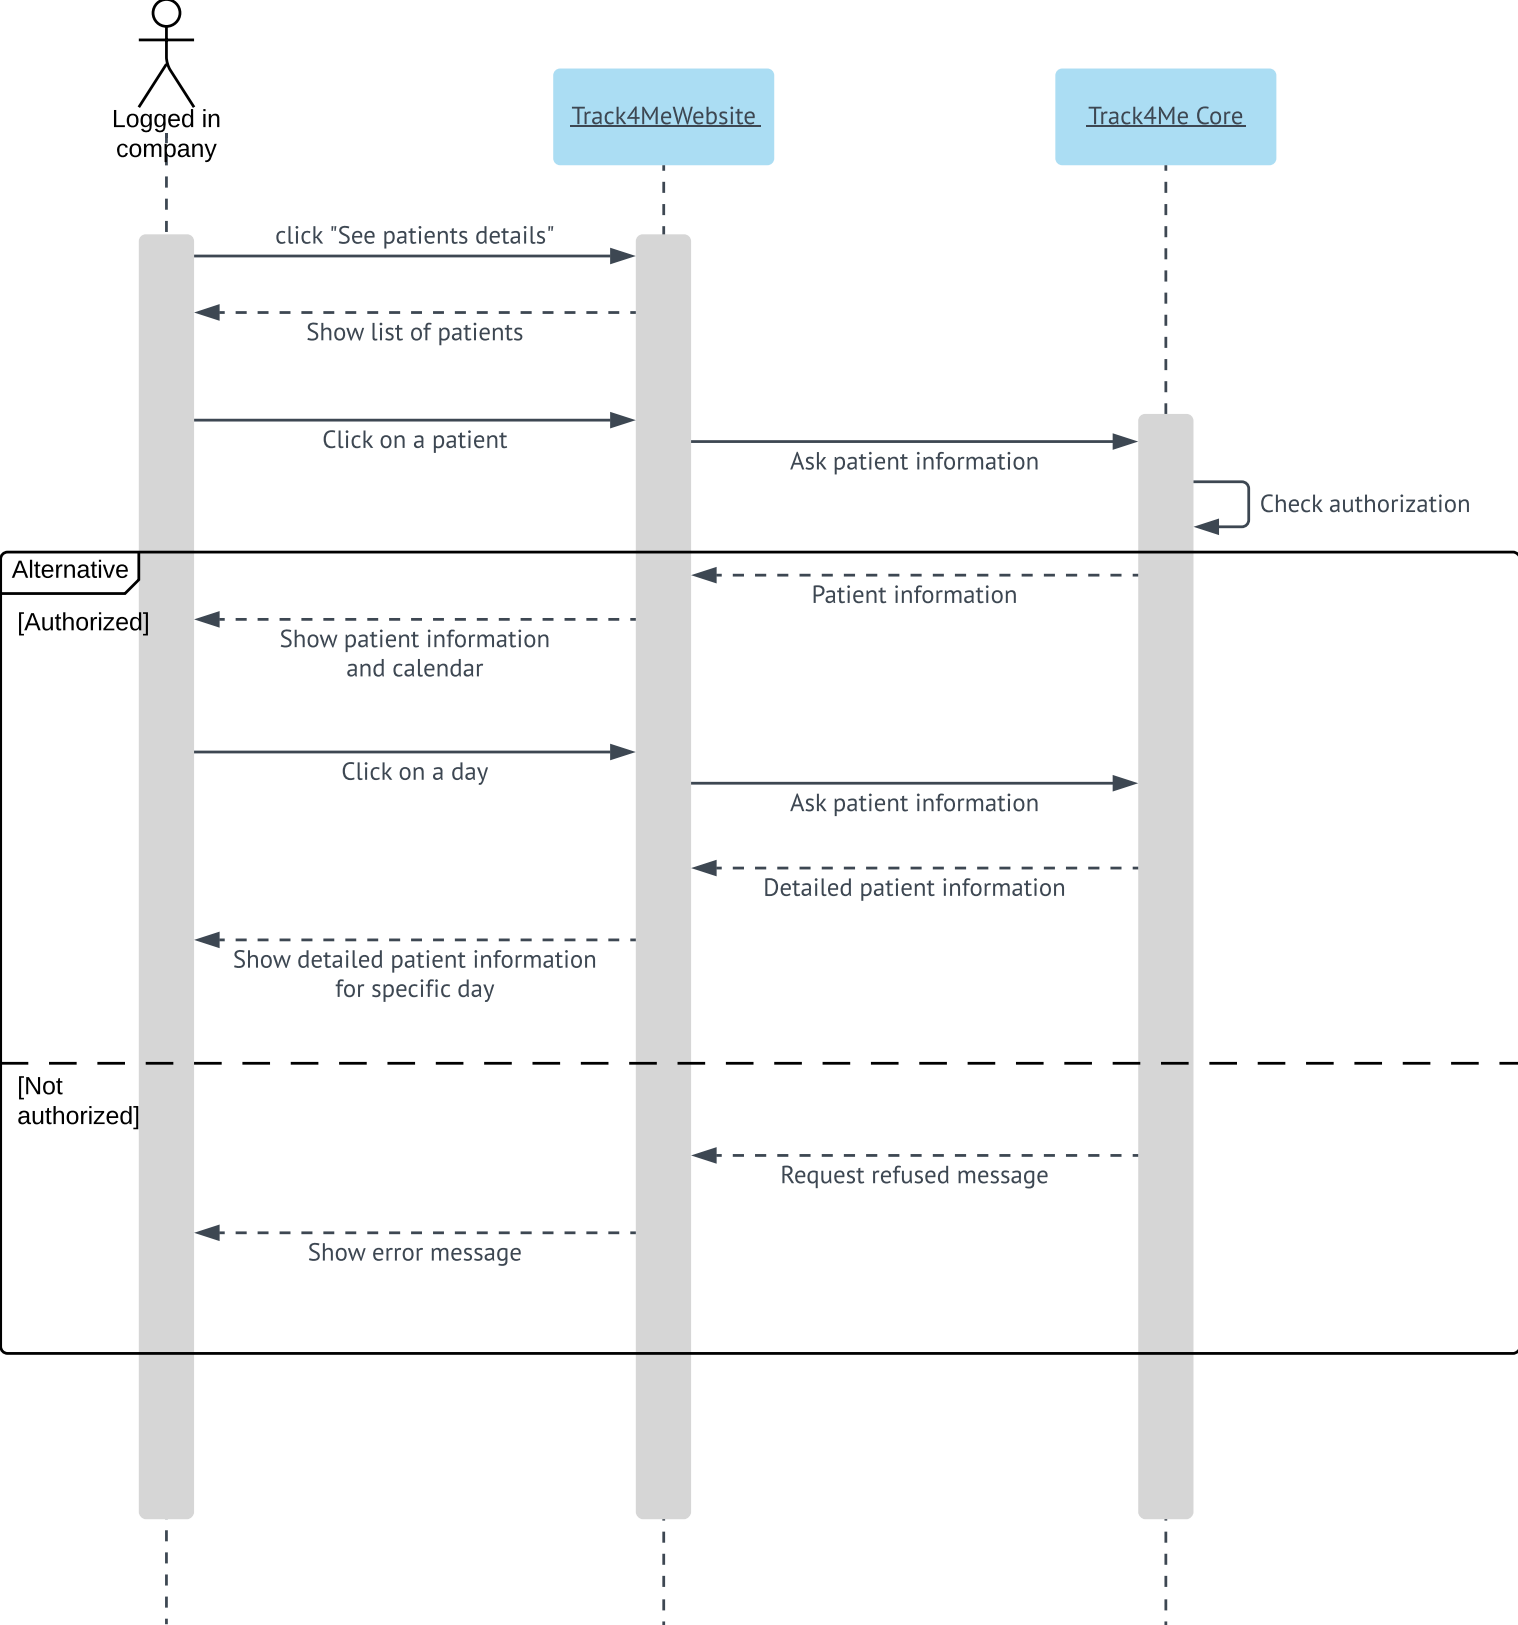 Logged in
company
Track4MeWebsite
Track4Me Core
click "See patients details"
Show list of patients
Click on a patient
Ask patient information
Check authorization
Alternative
Patient information
[Authorized]
Show patient information
and calendar
Click on a day
Ask patient information
Detailed patient information
Show detailed patient information
for specific day
[Not
authorized]
Request refused message
Show error message